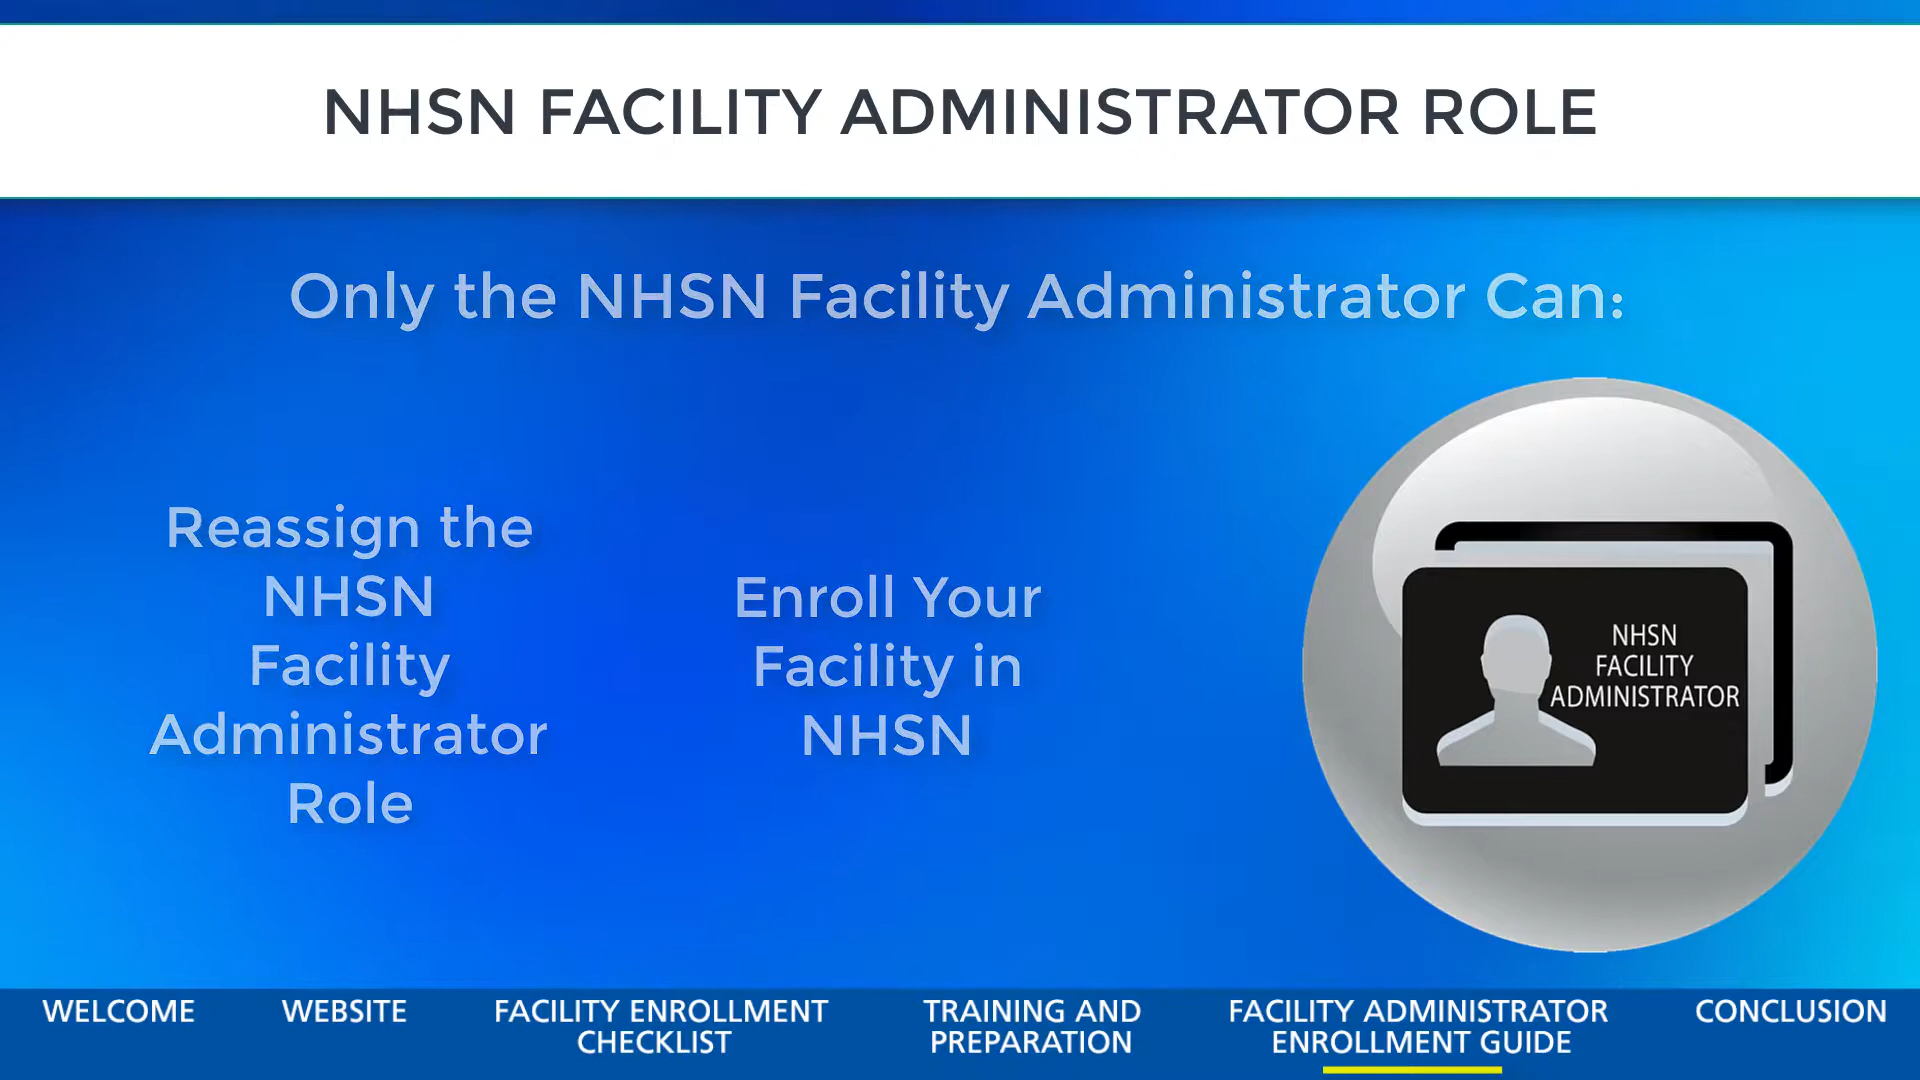 NHSN FACILITY ADMINISTRATOR ROLE
Only the NHSN Facility Administrator Can:
Reassign the
NHSN
Facility
Administrator
Role
Enroll Your
Facility in
NHSN
NHSN
FACILITY
ADMINISTRATOR
WELCOME
WEBSITE
FACILITY ENROLLMENT
CHECKLIST
TRAINING AND
PREPARATION
FACILITY ADMINISTRATOR
ENROLLMENT GUIDE
CONCLUSION